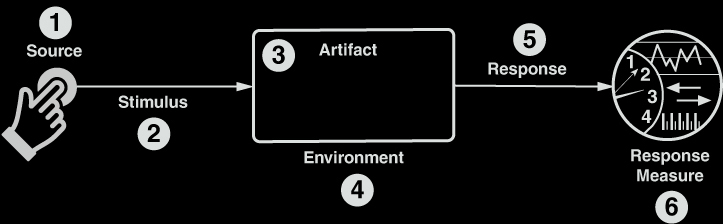 1
Source
Stimulus
2
3 Artifact
Environment
4
5
Response
1
2
3
4
Response
Measure
6